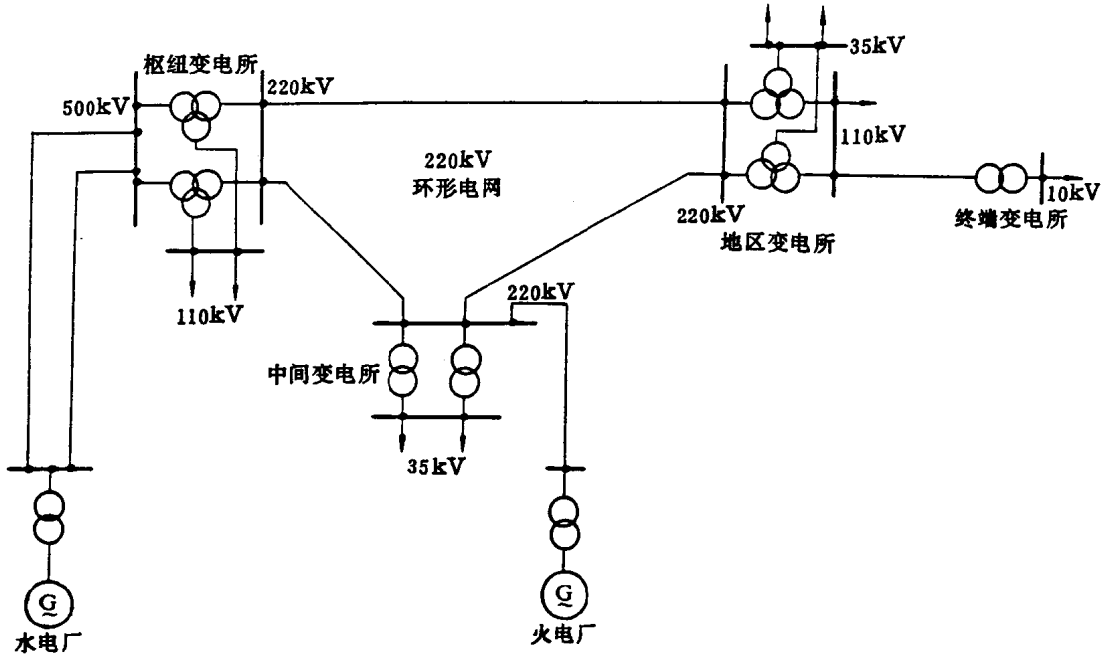 35kV
枢纽变电所
220kV
500kV
110kV
220kV
环形电网
10kV
220kV
终端变电所
地区变电所
220kV
110kV
中间变电所
35kV
G
~
G
~
水电厂
火电厂